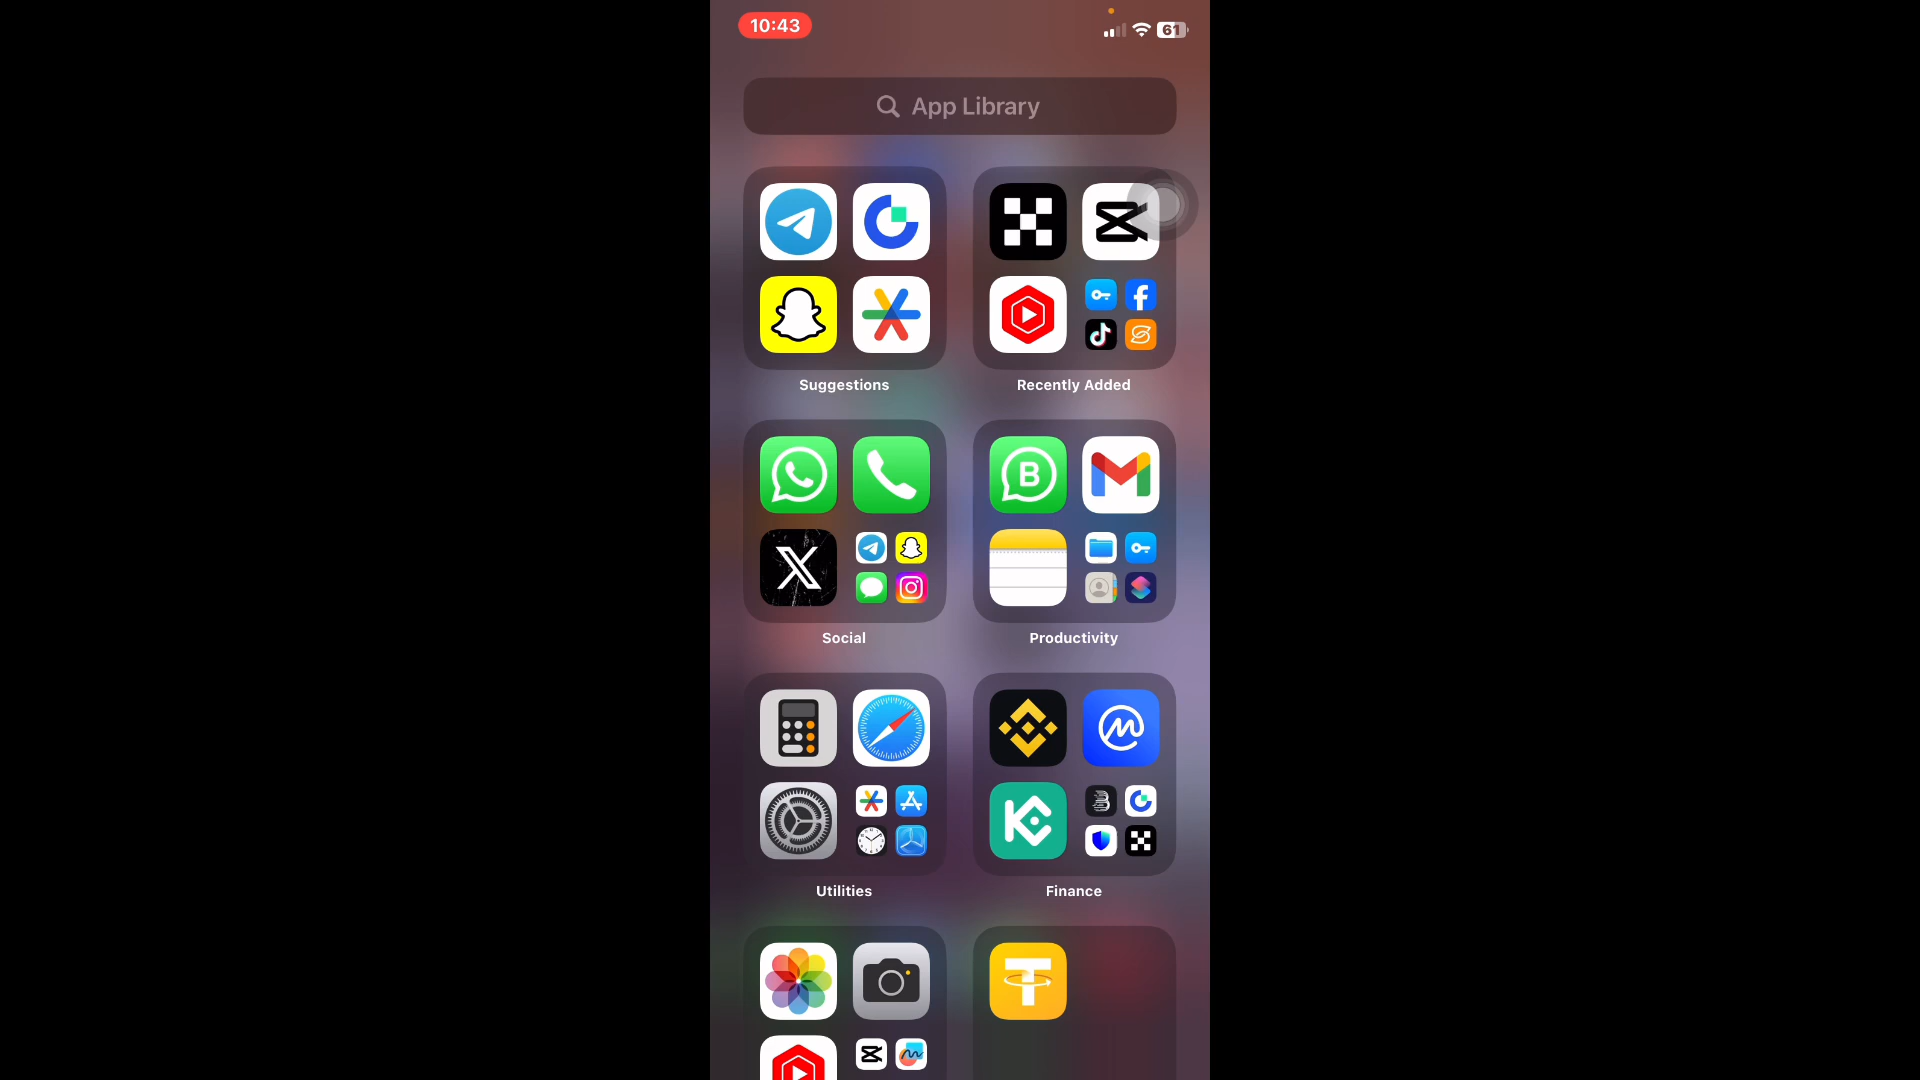 10:43
61
App Library
Suggestions
Recently Added
B
X
Social
Productivity
Utilities
Finance